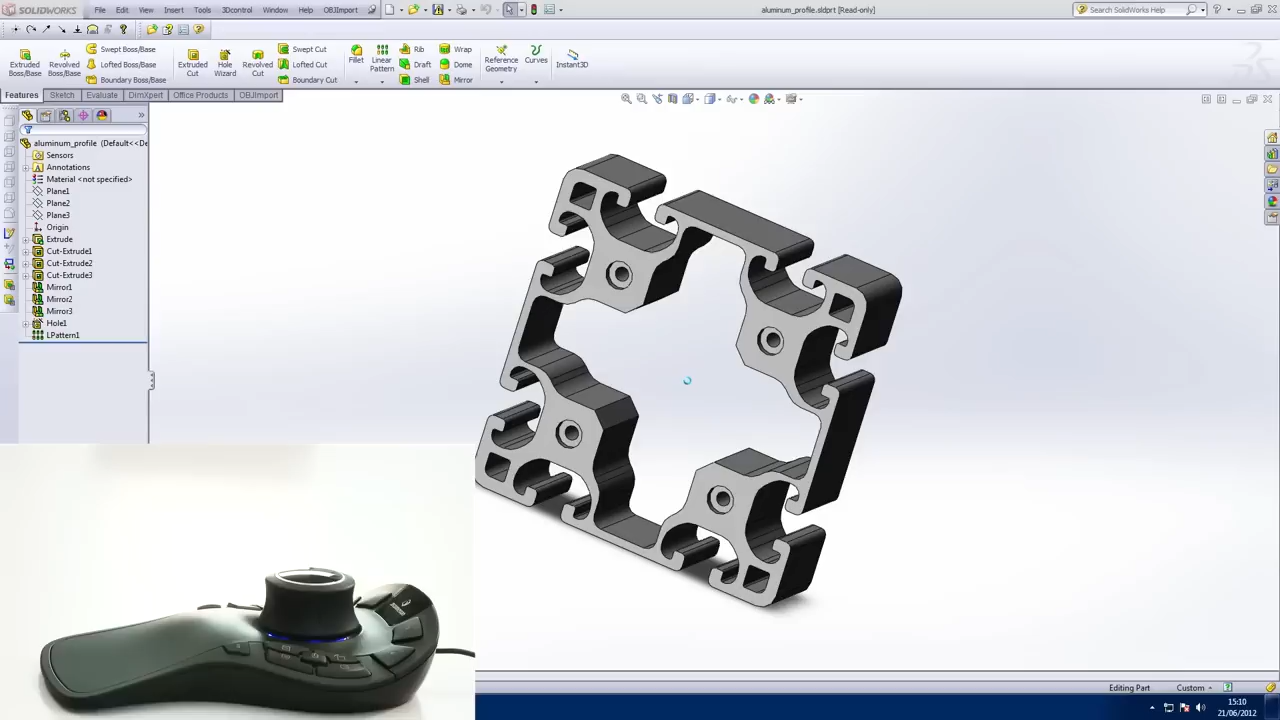 SOLIDWORKS File Edit View Insert Tools 3Dcontrol Window Help OBJImport
aluminum_profile.sldprt [Read-only]
Search SolidWorks Help
Extruded Boss/Base
Revolved Boss/Base
Swept Boss/Base
Lofted Boss/Base
Boundary Boss/Base
Extruded Cut
Hole Wizard
Revolved Cut
Swept Cut
Lofted Cut
Boundary Cut
Fillet
Linear Pattern
Rib
Draft
Shell
Wrap
Dome
Mirror
Reference Geometry
Curves
Instant3D
Features Sketch Evaluate DimXpert Office Products OBJImport
aluminum_profile (Default<<De
Sensors
Annotations
Material <not specified>
Plane1
Plane2
Plane3
Origin
Extrude
Cut-Extrude1
Cut-Extrude2
Cut-Extrude3
Mirror1
Mirror2
Mirror3
Hole1
LPattern1
Editing Part Custom
15:10
21/06/2012